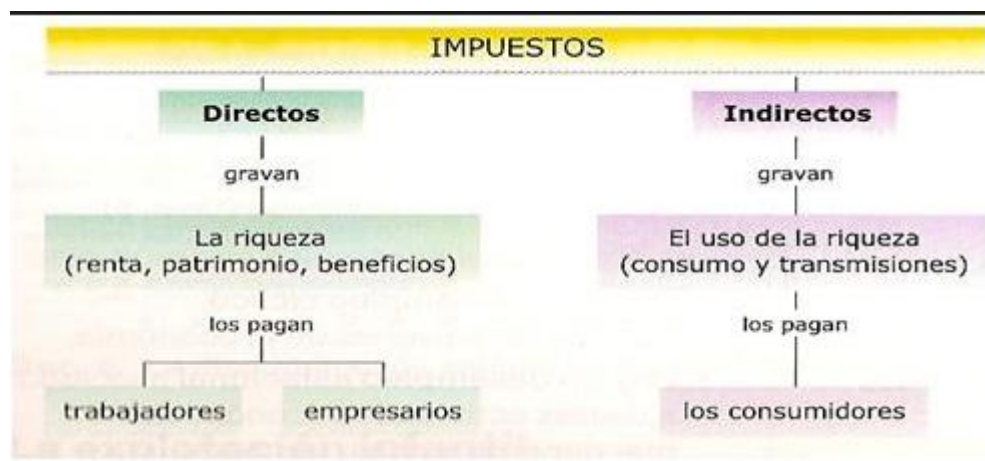 IMPUESTOS
Directos
gravan
La riqueza
(renta, patrimonio, beneficios)
los pagan
trabajadores
empresarios
Indirectos
gravan
El uso de la riqueza
(consumo y transmisiones)
los pagan
los consumidores